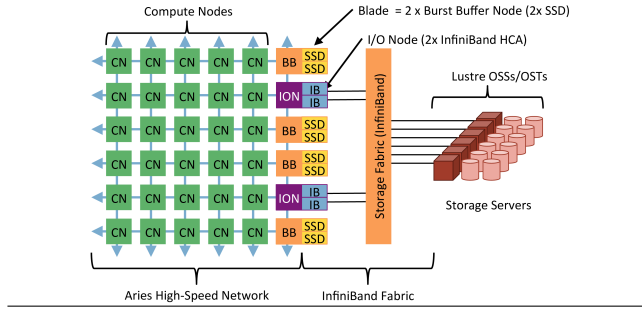 Compute Nodes
Blade = 2 x Burst Buffer Node (2x SSD)
I/O Node (2x InfiniBand HCA)
Lustre OSSs/OSTs
CN CN CN CN CN BB SSD
SSD
CN CN CN CN CN ION IB
IB
CN CN CN CN CN BB SSD
SSD
CN CN CN CN CN BB SSD
SSD
CN CN CN CN CN ION IB
IB
CN CN CN CN CN BB SSD
SSD
Storage Fabric (InfiniBand)
Storage Servers
Aries High-Speed Network
InfiniBand Fabric